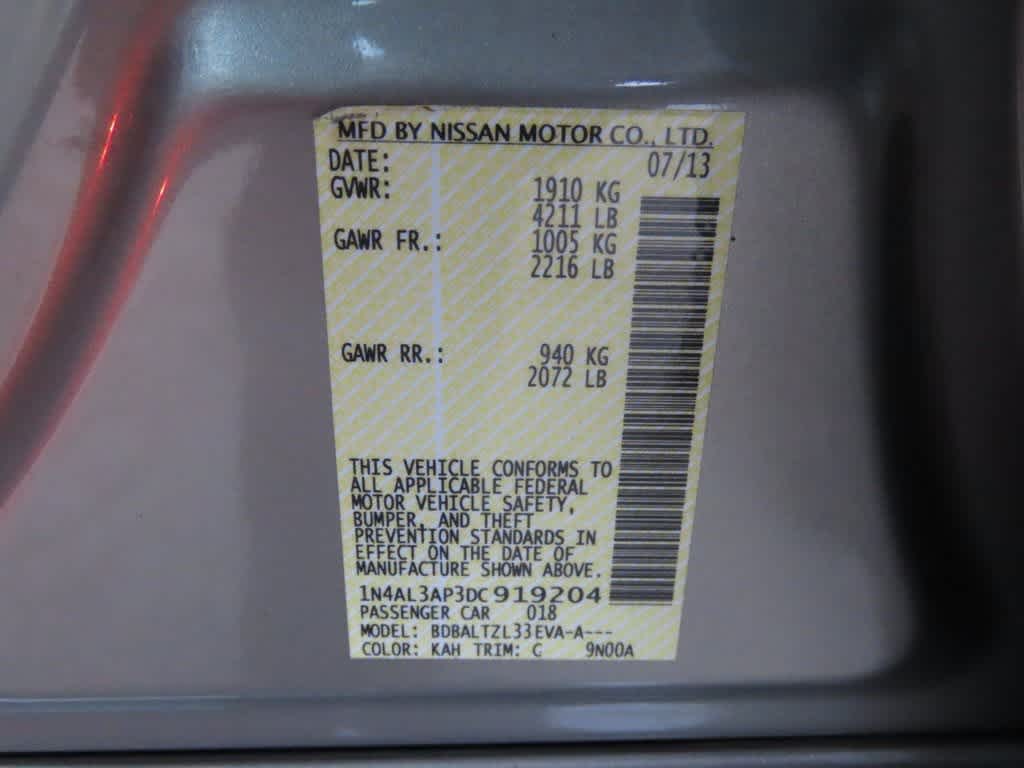 MFD BY NISSAN MOTOR CO., LTD.
DATE: 07/13
GVWR: 1910 KG
4211 LB
GAWR FR.: 1005 KG
2216 LB
GAWR RR.: 940 KG
2072 LB
THIS VEHICLE CONFORMS TO
ALL APPLICABLE FEDERAL
MOTOR VEHICLE SAFETY,
BUMPER, AND THEFT
PREVENTION STANDARDS IN
EFFECT ON THE DATE OF
MANUFACTURE SHOWN ABOVE.
1N4AL3AP3DC919204
PASSENGER CAR 018
MODEL: BDBALTZL33EVA-A---
COLOR: KAH TRIM: C 9N00A